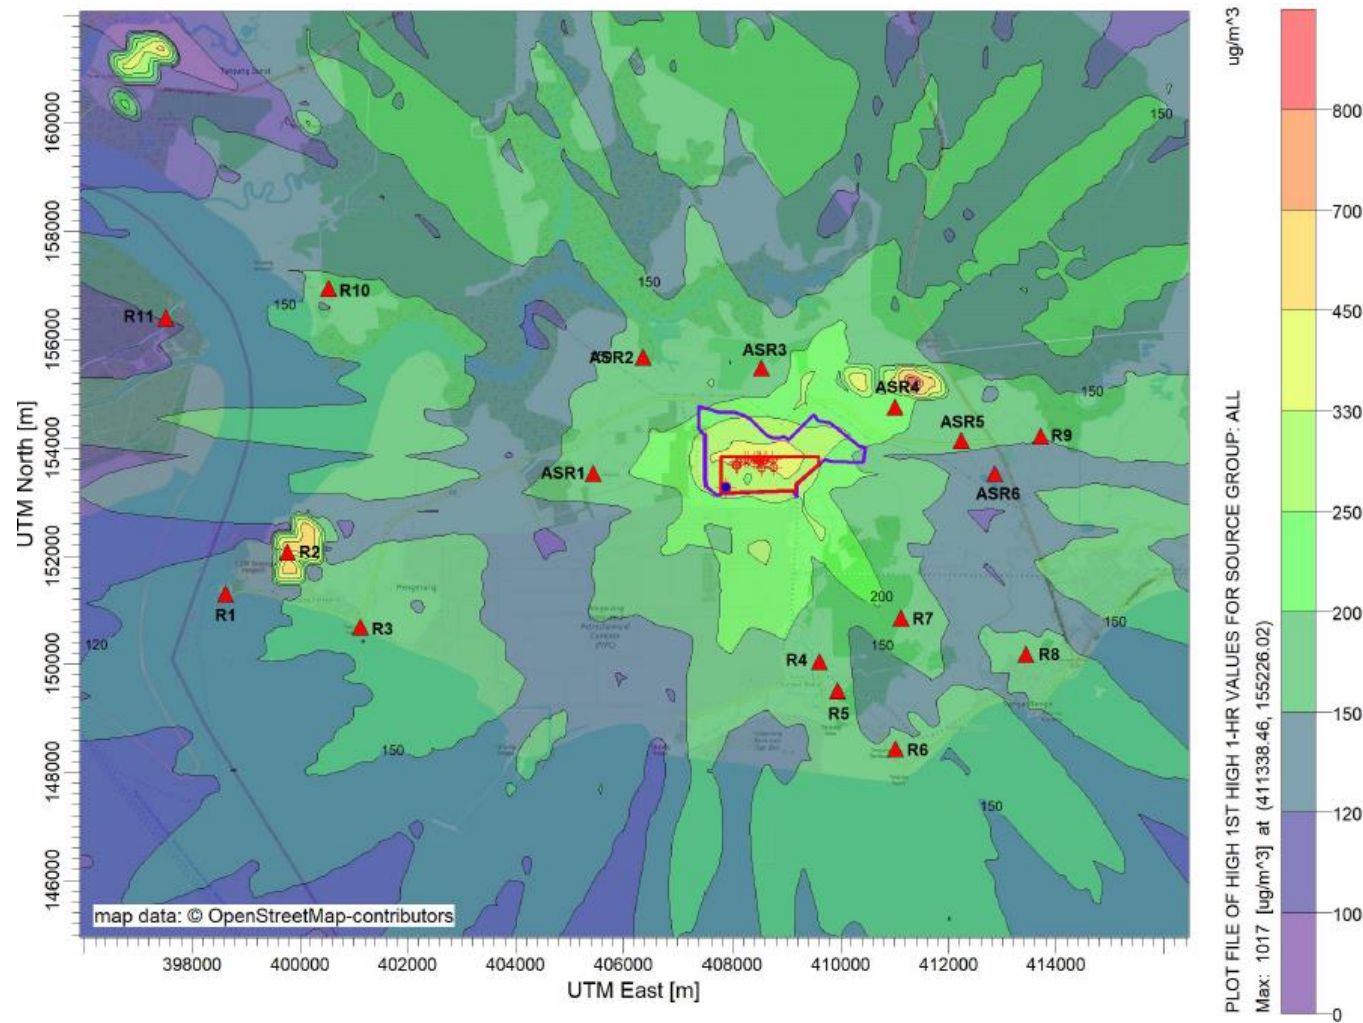 ug/m^3
PLOT FILE OF HIGH 1ST HIGH 1-HR VALUES FOR SOURCE GROUP: ALL
Max: 1017 [ug/m^3] at (411338.46, 155226.02)
800
700
450
330
250
200
150
120
100
0
UTM North [m]
160000
158000
156000
154000
152000
150000
148000
146000
150
150
R10
150
R11
ASR2
ASR3
ASR4
150
ASR5
R9
ASR1
ASR6
R2
R1
R3
Pengerang
200
R7
150
120
150
R4
R8
R5
R6
150
150
map data: © OpenStreetMap-contributors
398000
400000
402000
404000
406000
408000
410000
412000
414000
UTM East [m]